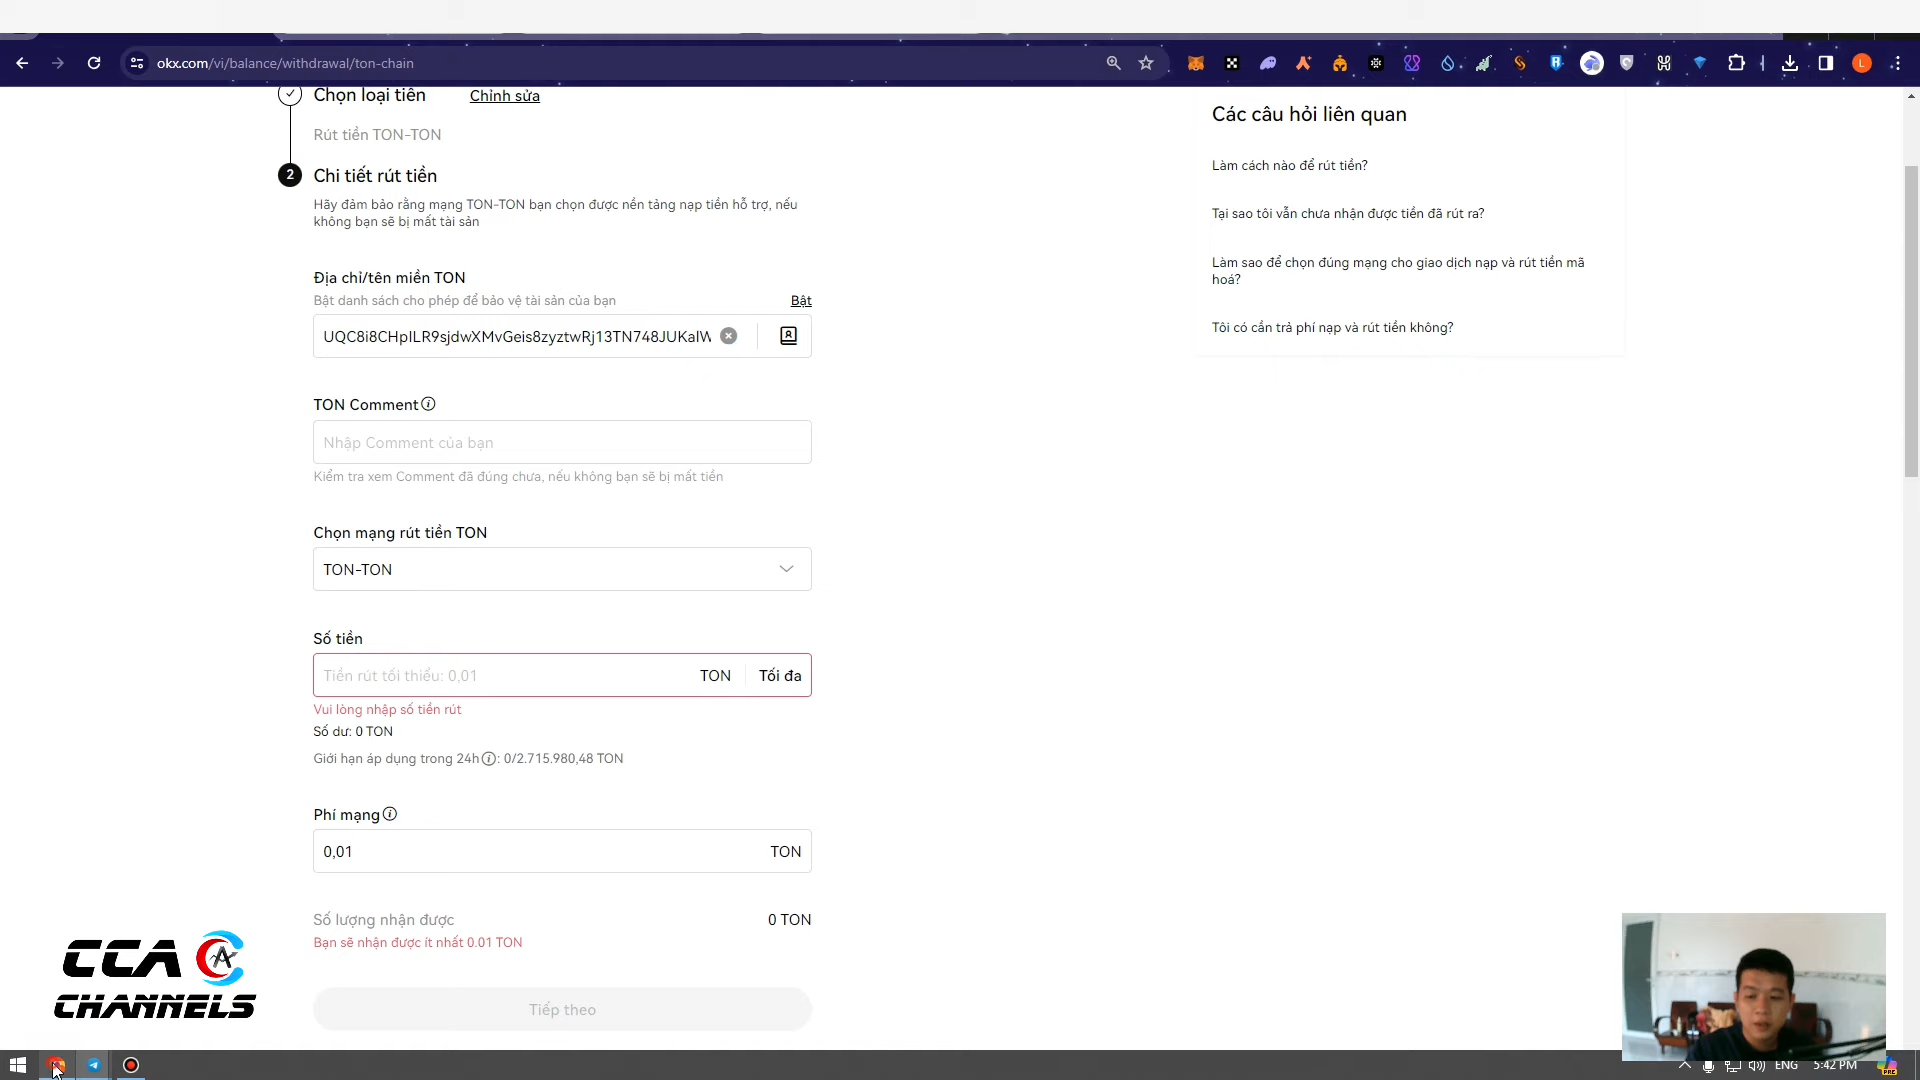 okx.com/vi/balance/withdrawal/ton-chain
L
Chọn loại tiền
Chỉnh sửa
Rút tiền TON-TON
2
Chi tiết rút tiền
Hãy đảm bảo rằng mạng TON-TON bạn chọn được nền tảng nạp tiền hỗ trợ, nếu
không bạn sẽ bị mất tài sản
Địa chỉ/tên miền TON
Bật danh sách cho phép để bảo vệ tài sản của bạn
Bật
UQC8i8CHpILR9sjdwXMvGeis8zyztwRj13TN748JUKaIW
TON Comment
Nhập Comment của bạn
Kiểm tra xem Comment đã đúng chưa, nếu không bạn sẽ bị mất tiền
Chọn mạng rút tiền TON
TON-TON
Số tiền
Tiền rút tối thiểu: 0,01
TON
Tối đa
Vui lòng nhập số tiền rút
Số dư: 0 TON
Giới hạn áp dụng trong 24h : 0/2.715.980,48 TON
Phí mạng
0,01
TON
Số lượng nhận được
0 TON
Bạn sẽ nhận được ít nhất 0.01 TON
Tiếp theo
Các câu hỏi liên quan
Làm cách nào để rút tiền?
Tại sao tôi vẫn chưa nhận được tiền đã rút ra?
Làm sao để chọn đúng mạng cho giao dịch nạp và rút tiền mã
hoá?
Tôi có cần trả phí nạp và rút tiền không?
CCA
CHANNELS
ENG
5:42 PM
PRE